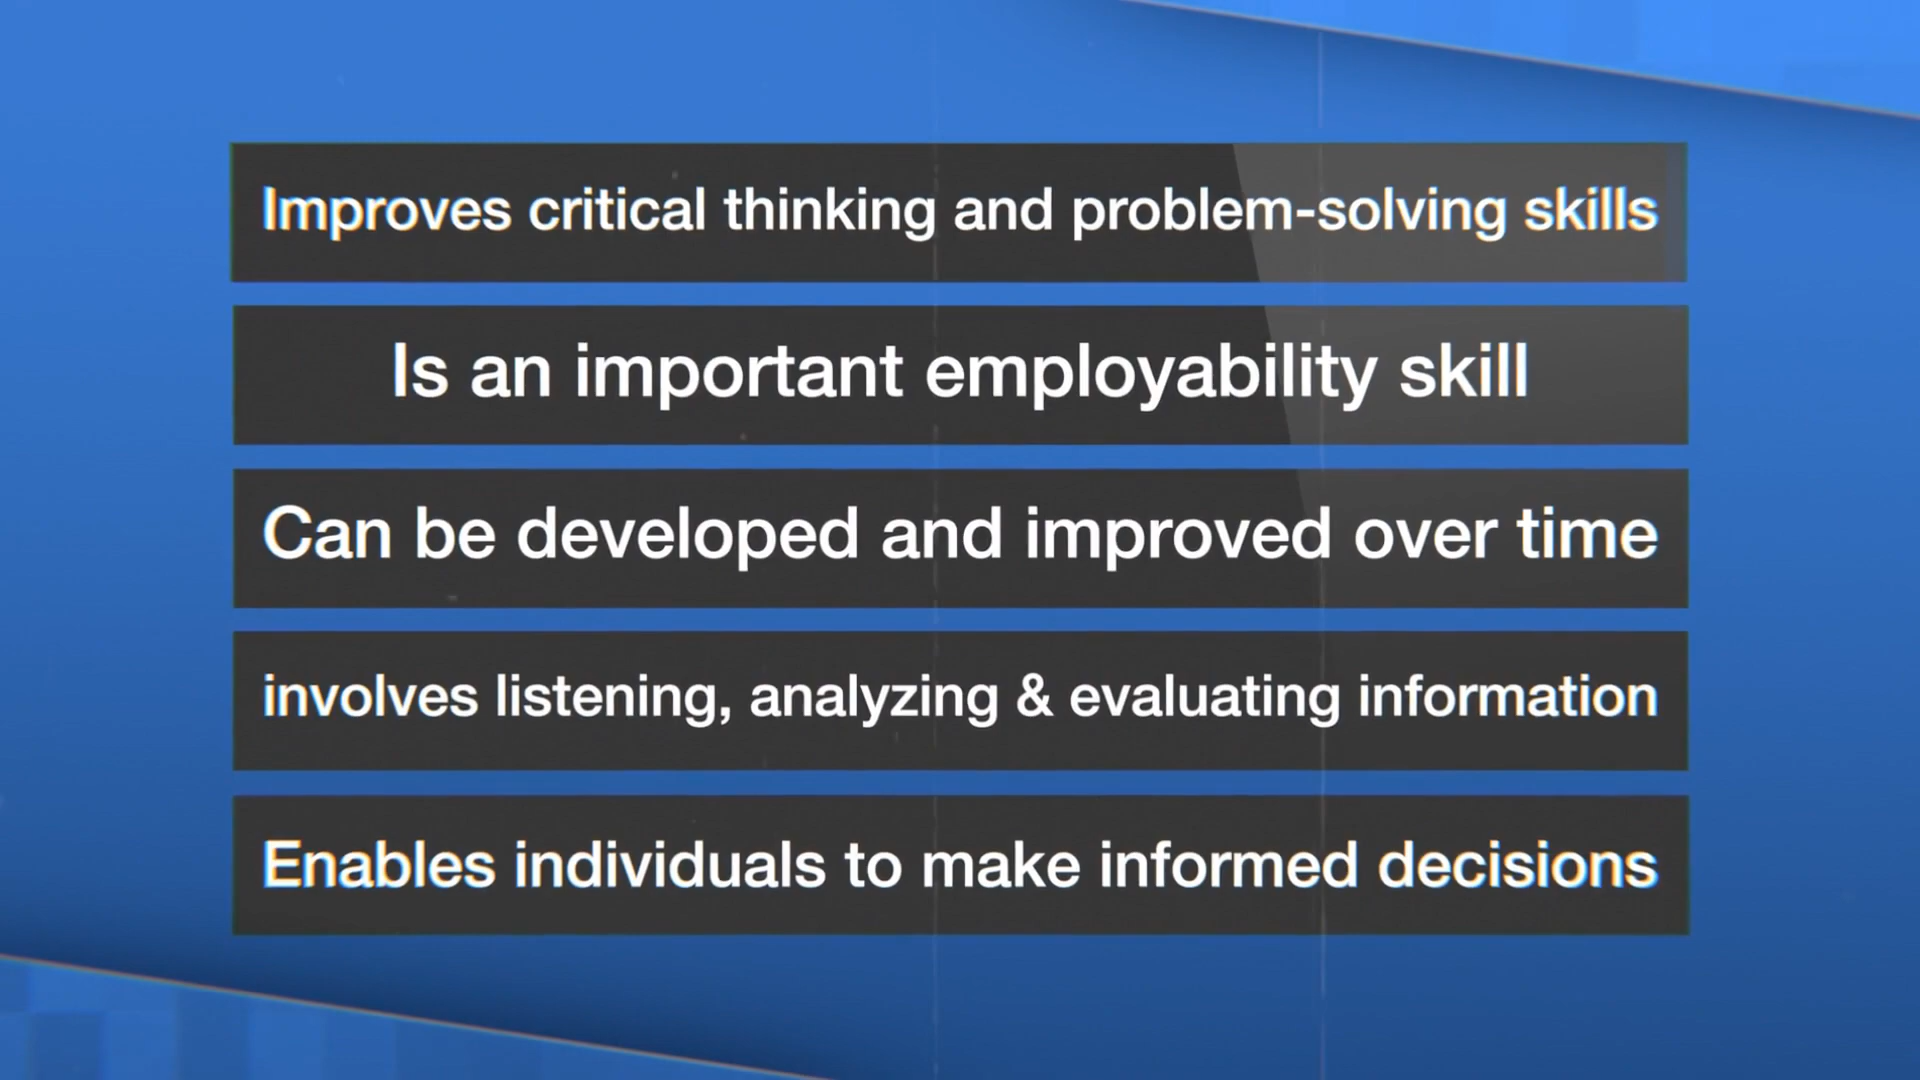 Improves critical thinking and problem-solving skills
Is an important employability skill
Can be developed and improved over time
involves listening, analyzing & evaluating information
Enables individuals to make informed decisions